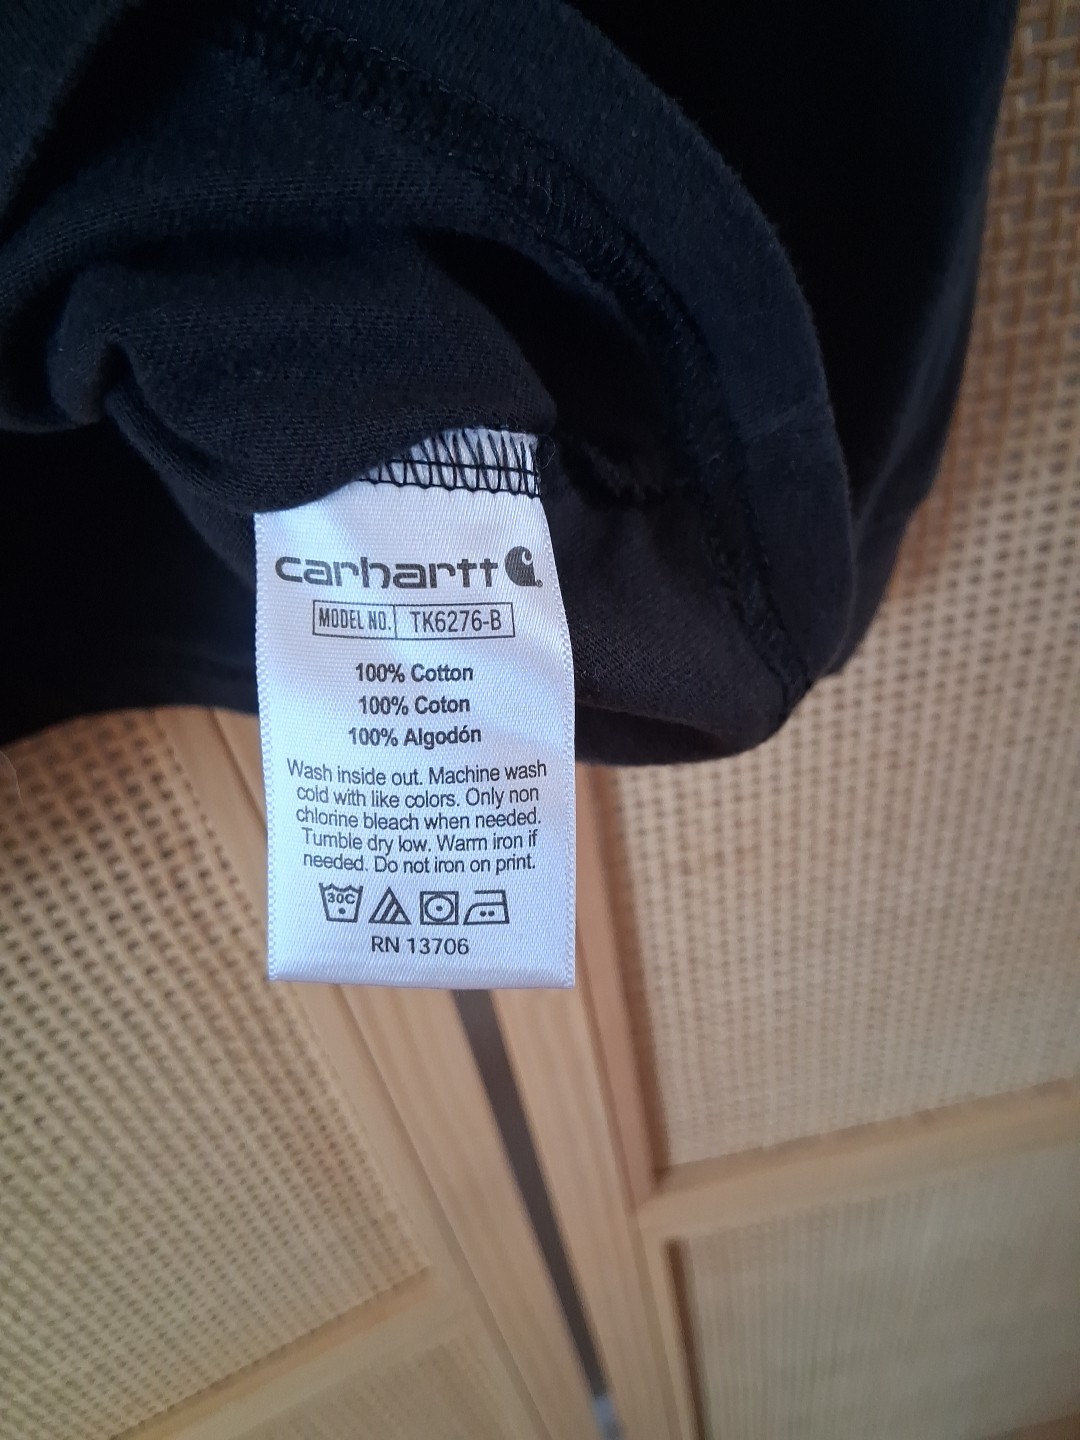 carhartt
MODEL NO. TK6276-B
100% Cotton
100% Coton
100% Algodón
Wash inside out. Machine wash
cold with like colors. Only non
chlorine bleach when needed.
Tumble dry low. Warm iron if
needed. Do not iron on print.
30C
RN 13706